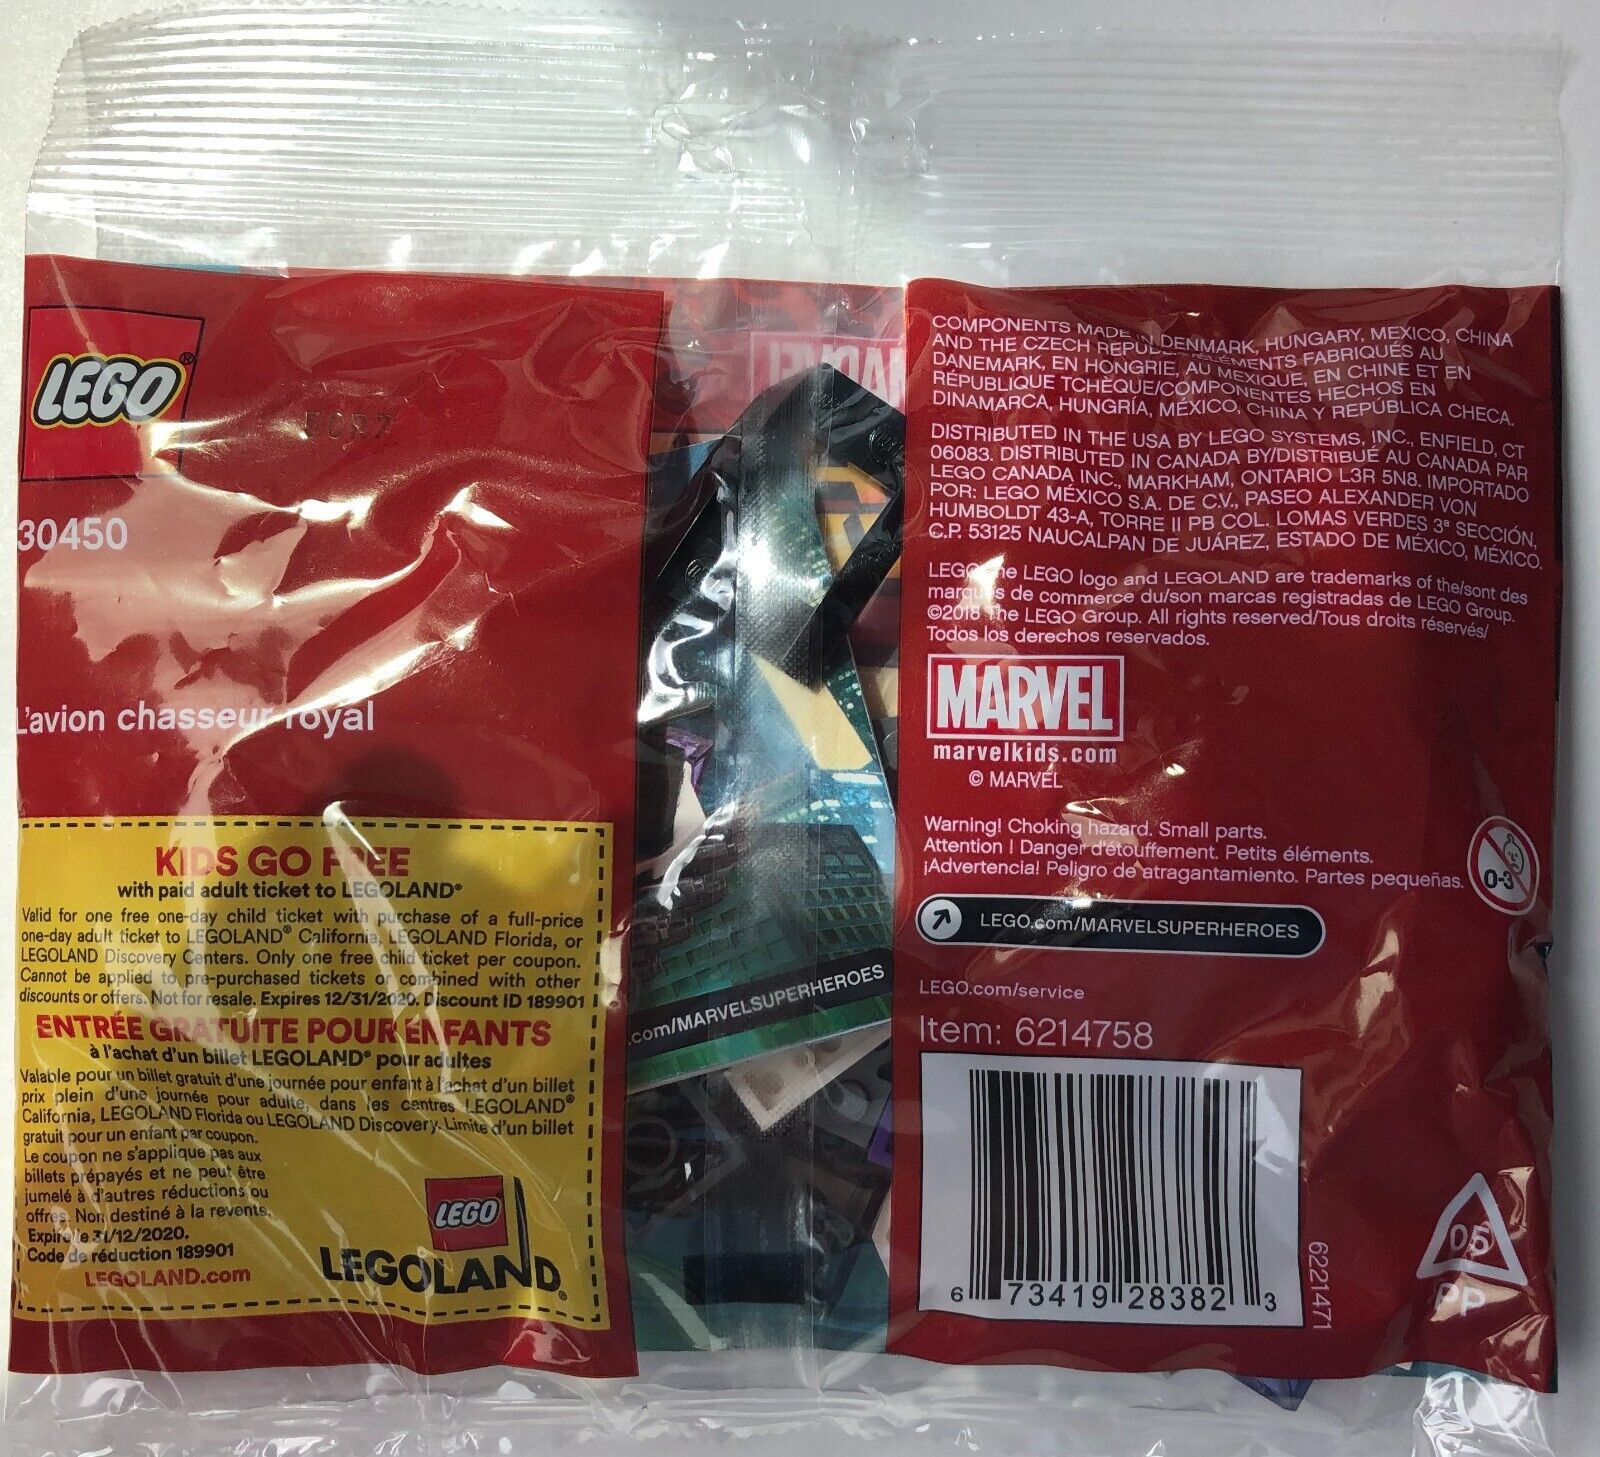 LEGO®
50R7
30450
L'avion chasseur royal
KIDS GO FREE
with paid adult ticket to LEGOLAND®
Valid for one free one-day child ticket with purchase of a full-price
one-day adult ticket to LEGOLAND® California, LEGOLAND Florida, or
LEGOLAND Discovery Centers. Only one free child ticket per coupon.
Cannot be applied to pre-purchased tickets or combined with other
discounts or offers. Not for resale. Expires 12/31/2020. Discount ID 189901
ENTRÉE GRATUITE POUR ENFANTS
à l'achat d'un billet LEGOLAND® pour adultes
Valable pour un billet gratuit d'une journée pour enfant à l'achat d'un billet
prix plein d'une journée pour adulte, dans les centres LEGOLAND®
California, LEGOLAND Florida ou LEGOLAND Discovery. Limite d'un billet
gratuit pour un enfant par coupon.
Le coupon ne s'applique pas aux
billets prépayés et ne peut être
jumelé à d'autres réductions ou
offres. Non destiné à la revente.
Expire le 31/12/2020.
Code de réduction 189901
LEGOLAND.com
LEGO
LEGOLAND®
.com/MARVELSUPERHEROES
COMPONENTS MADE IN DENMARK, HUNGARY, MEXICO, CHINA
AND THE CZECH REPUBLIC/ÉLÉMENTS FABRIQUÉS AU
DANEMARK, EN HONGRIE, AU MEXIQUE, EN CHINE ET EN
RÉPUBLIQUE TCHÈQUE/COMPONENTES HECHOS EN
DINAMARCA, HUNGRÍA, MÉXICO, CHINA Y REPÚBLICA CHECA.
DISTRIBUTED IN THE USA BY LEGO SYSTEMS, INC., ENFIELD, CT
06083. DISTRIBUTED IN CANADA BY/DISTRIBUÉ AU CANADA PAR
LEGO CANADA INC., MARKHAM, ONTARIO L3R 5N8. IMPORTADO
POR: LEGO MÉXICO S.A. DE C.V., PASEO ALEXANDER VON
HUMBOLDT 43-A, TORRE II PB COL. LOMAS VERDES 3ª SECCIÓN,
C.P. 53125 NAUCALPAN DE JUÁREZ, ESTADO DE MÉXICO, MÉXICO.
LEGO, the LEGO logo and LEGOLAND are trademarks of the/sont des
marques de commerce du/son marcas registradas de LEGO Group.
©2018 The LEGO Group. All rights reserved/Tous droits réservés/
Todos los derechos reservados.
MARVEL
marvelkids.com
© MARVEL
Warning! Choking hazard. Small parts.
Attention ! Danger d'étouffement. Petits éléments.
¡Advertencia! Peligro de atragantamiento. Partes pequeñas.
0-3
LEGO.com/MARVELSUPERHEROES
LEGO.com/service
Item: 6214758
6 73419 28382 3
6221471
05
PP